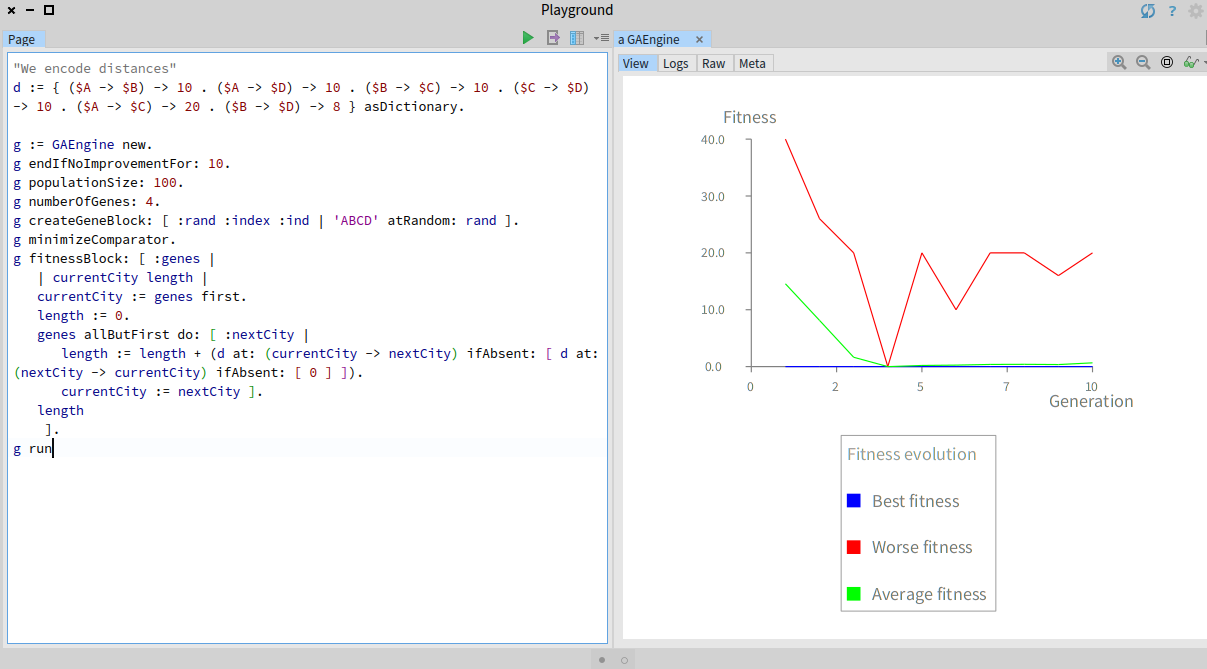 Playground
?
Page
"We encode distances"
d := { ($A -> $B) -> 10 . ($A -> $D) -> 10 . ($B -> $C) -> 10 . ($C -> $D)
-> 10 . ($A -> $C) -> 20 . ($B -> $D) -> 8 } asDictionary.
g := GAEngine new.
g endIfNoImprovementFor: 10.
g populationSize: 100.
g numberOfGenes: 4.
g createGeneBlock: [ :rand :index :ind | 'ABCD' atRandom: rand ].
g minimizeComparator.
g fitnessBlock: [ :genes |
| currentCity length |
currentCity := genes first.
length := 0.
genes allButFirst do: [ :nextCity |
length := length + (d at: (currentCity -> nextCity) ifAbsent: [ d at:
(nextCity -> currentCity) ifAbsent: [ 0 ] ]).
currentCity := nextCity ].
length
].
g run
a GAEngine
View Logs Raw Meta
Fitness
40.0
30.0
20.0
10.0
0.0
0 2 5 7 10
Generation
Fitness evolution
Best fitness
Worse fitness
Average fitness